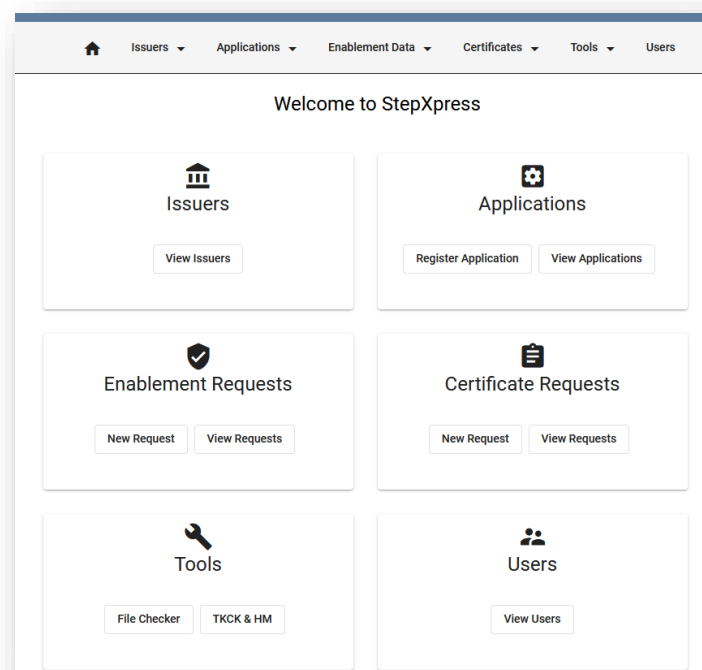 Issuers Applications Enablement Data Certificates Tools Users
Welcome to StepXpress
Issuers
View Issuers
Applications
Register Application View Applications
Enablement Requests
New Request View Requests
Certificate Requests
New Request View Requests
Tools
File Checker TKCK & HM
Users
View Users